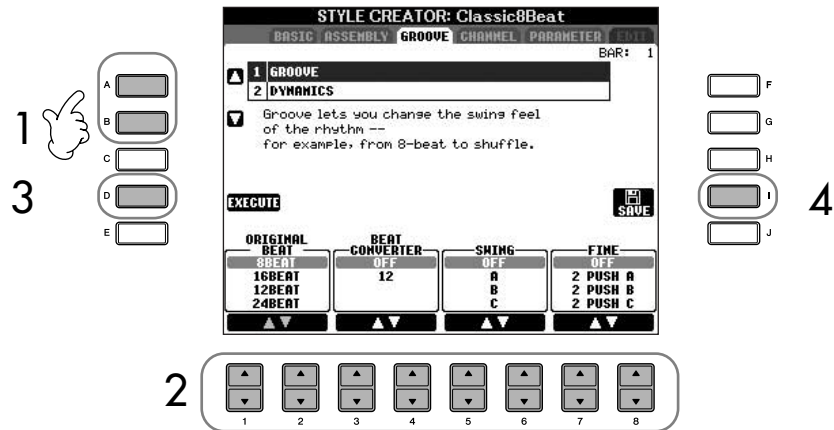 STYLE CREATOR: Classic8Beat
BASIC ASSEMBLY GROOVE CHANNEL PARAMETER EDIT
BAR: 1
1 GROOVE
2 DYNAMICS
Groove lets you change the swing feel
of the rhythm --
for example, from 8-beat to shuffle.
EXECUTE
SAVE
ORIGINAL BEAT
8BEAT
16BEAT
12BEAT
24BEAT
BEAT CONVERTER
OFF
12
SWING
OFF
A
B
C
FINE
OFF
2 PUSH A
2 PUSH B
2 PUSH C
A
B
C
D
E
F
G
H
I
J
1
3
4
2
1 2 3 4 5 6 7 8